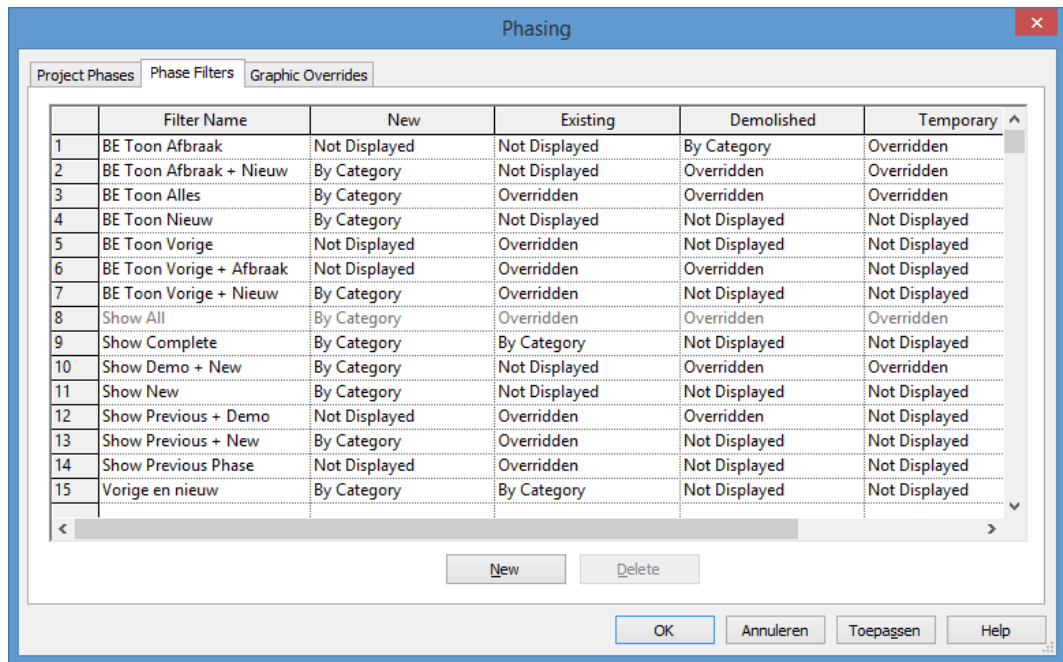 Phasing
Project Phases Phase Filters Graphic Overrides
Filter Name New Existing Demolished Temporary
1 BE Toon Afbraak Not Displayed Not Displayed By Category Overridden
2 BE Toon Afbraak + Nieuw By Category Not Displayed Overridden Overridden
3 BE Toon Alles By Category Overridden Overridden Overridden
4 BE Toon Nieuw By Category Not Displayed Not Displayed Not Displayed
5 BE Toon Vorige Not Displayed Overridden Not Displayed Not Displayed
6 BE Toon Vorige + Afbraak Not Displayed Overridden Overridden Not Displayed
7 BE Toon Vorige + Nieuw By Category Overridden Not Displayed Not Displayed
8 Show All By Category Overridden Overridden Overridden
9 Show Complete By Category By Category Not Displayed Not Displayed
10 Show Demo + New By Category Not Displayed Overridden Overridden
11 Show New By Category Not Displayed Not Displayed Not Displayed
12 Show Previous + Demo Not Displayed Overridden Overridden Not Displayed
13 Show Previous + New By Category Overridden Not Displayed Not Displayed
14 Show Previous Phase Not Displayed Overridden Not Displayed Not Displayed
15 Vorige en nieuw By Category By Category Not Displayed Not Displayed
New Delete
OK Annuleren Toepassen Help